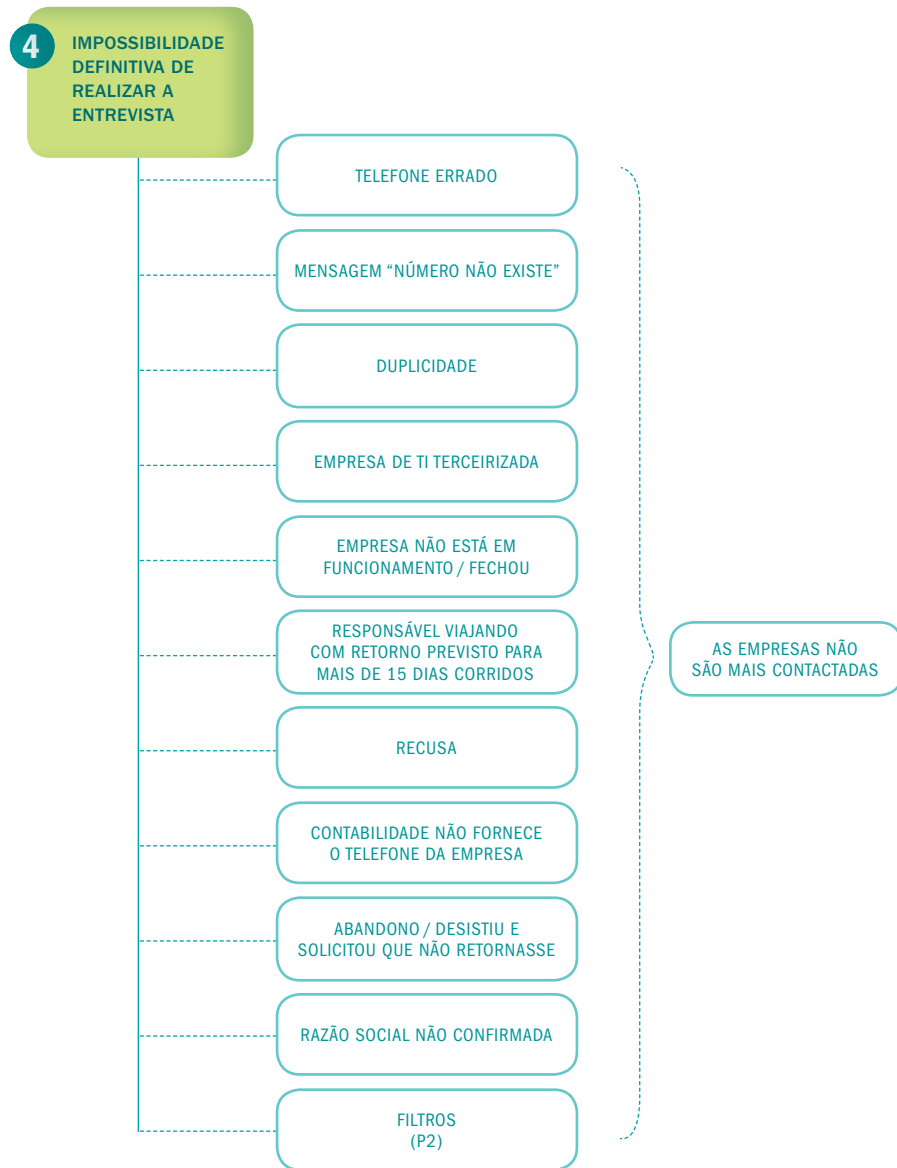 4
IMPOSSIBILIDADE
DEFINITIVA DE
REALIZAR A
ENTREVISTA
TELEFONE ERRADO
MENSAGEM “NÚMERO NÃO EXISTE”
DUPLICIDADE
EMPRESA DE TI TERCEIRIZADA
EMPRESA NÃO ESTÁ EM
FUNCIONAMENTO / FECHOU
RESPONSÁVEL VIAJANDO
COM RETORNO PREVISTO PARA
MAIS DE 15 DIAS CORRIDOS
AS EMPRESAS NÃO
SÃO MAIS CONTACTADAS
RECUSA
CONTABILIDADE NÃO FORNECE
O TELEFONE DA EMPRESA
ABANDONO / DESISTIU E
SOLICITOU QUE NÃO RETORNASSE
RAZÃO SOCIAL NÃO CONFIRMADA
FILTROS
(P2)